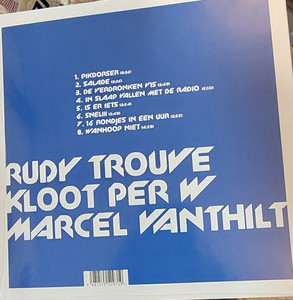 1. PIKDORSER
2. SALADE
3. DE VERDRONKEN VIS
4. IN SLAAP VALLEN MET DE RADIO
5. IS ER IETS
6. SNEL!!!
7. 16 RONDJES IN EEN UUR
8. WANHOOP NIET
RUDY TROUVE
KLOOT PER W
MARCEL VANTHILT